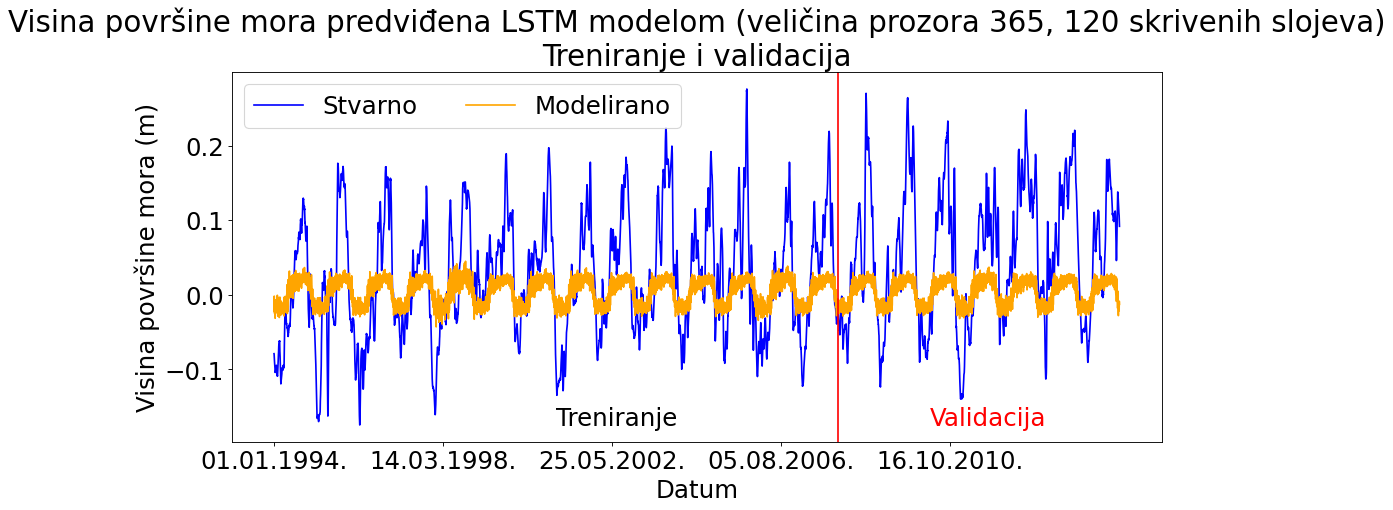 Visina površine mora predviđena LSTM modelom (veličina prozora 365, 120 skrivenih slojeva)
Treniranje i validacija
Stvarno
Modelirano
Visina površine mora (m)
0.2
0.1
0.0
−0.1
Treniranje
Validacija
01.01.1994.
14.03.1998.
25.05.2002.
05.08.2006.
16.10.2010.
Datum